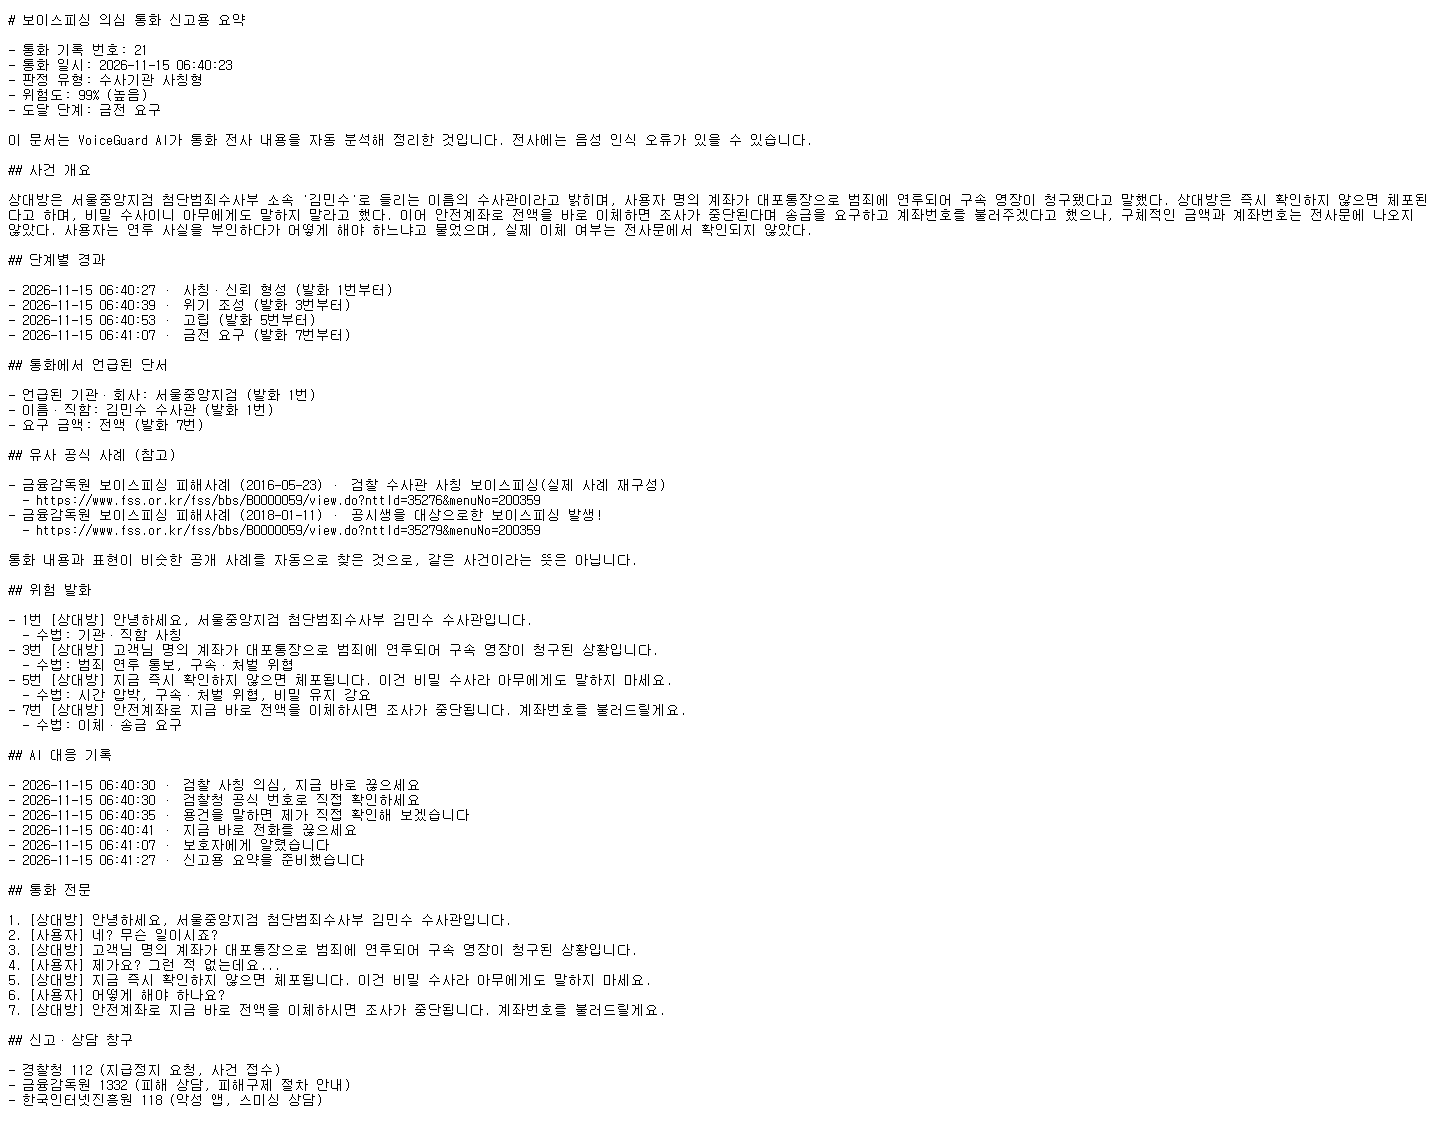 # 보이스피싱 의심 통화 신고용 요약
- 통화 기록 번호: 21
- 통화 일시: 2026-11-15 06:40:23
- 판정 유형: 수사기관 사칭형
- 위험도: 99% (높음)
- 도달 단계: 금전 요구
이 문서는 VoiceGuard AI가 통화 전사 내용을 자동 분석해 정리한 것입니다. 전사에는 음성 인식 오류가 있을 수 있습니다.
## 사건 개요
상대방은 서울중앙지검 첨단범죄수사부 소속 '김민수'로 들리는 이름의 수사관이라고 밝히며, 사용자 명의 계좌가 대포통장으로 범죄에 연루되어 구속 영장이 청구됐다고 말했다. 상대방은 즉시 확인하지 않으면 체포된
다고 하며, 비밀 수사이니 아무에게도 말하지 말라고 했다. 이어 안전계좌로 전액을 바로 이체하면 조사가 중단된다며 송금을 요구하고 계좌번호를 불러주겠다고 했으나, 구체적인 금액과 계좌번호는 전사문에 나오지
않았다. 사용자는 연루 사실을 부인하다가 어떻게 해야 하느냐고 물었으며, 실제 이체 여부는 전사문에서 확인되지 않았다.
## 단계별 경과
- 2026-11-15 06:40:27 · 사칭·신뢰 형성 (발화 1번부터)
- 2026-11-15 06:40:39 · 위기 조성 (발화 3번부터)
- 2026-11-15 06:40:53 · 고립 (발화 5번부터)
- 2026-11-15 06:41:07 · 금전 요구 (발화 7번부터)
## 통화에서 언급된 단서
- 언급된 기관·회사: 서울중앙지검 (발화 1번)
- 이름·직함: 김민수 수사관 (발화 1번)
- 요구 금액: 전액 (발화 7번)
## 유사 공식 사례 (참고)
- 금융감독원 보이스피싱 피해사례 (2016-05-23) · 검찰 수사관 사칭 보이스피싱(실제 사례 재구성)
- https://www.fss.or.kr/fss/bbs/B0000059/view.do?nttId=35276&menuNo=200359
- 금융감독원 보이스피싱 피해사례 (2018-01-11) · 공시생을 대상으로한 보이스피싱 발생!
- https://www.fss.or.kr/fss/bbs/B0000059/view.do?nttId=35279&menuNo=200359
통화 내용과 표현이 비슷한 공개 사례를 자동으로 찾은 것으로, 같은 사건이라는 뜻은 아닙니다.
## 위험 발화
- 1번 [상대방] 안녕하세요, 서울중앙지검 첨단범죄수사부 김민수 수사관입니다.
- 수법: 기관·직함 사칭
- 3번 [상대방] 고객님 명의 계좌가 대포통장으로 범죄에 연루되어 구속 영장이 청구된 상황입니다.
- 수법: 범죄 연루 통보, 구속·처벌 위협
- 5번 [상대방] 지금 즉시 확인하지 않으면 체포됩니다. 이건 비밀 수사라 아무에게도 말하지 마세요.
- 수법: 시간 압박, 구속·처벌 위협, 비밀 유지 강요
- 7번 [상대방] 안전계좌로 지금 바로 전액을 이체하시면 조사가 중단됩니다. 계좌번호를 불러드릴게요.
- 수법: 이체·송금 요구
## AI 대응 기록
- 2026-11-15 06:40:30 · 검찰 사칭 의심, 지금 바로 끊으세요
- 2026-11-15 06:40:30 · 검찰청 공식 번호로 직접 확인하세요
- 2026-11-15 06:40:35 · 용건을 말하면 제가 직접 확인해 보겠습니다
- 2026-11-15 06:40:41 · 지금 바로 전화를 끊으세요
- 2026-11-15 06:41:07 · 보호자에게 알렸습니다
- 2026-11-15 06:41:27 · 신고용 요약을 준비했습니다
## 통화 전문
1. [상대방] 안녕하세요, 서울중앙지검 첨단범죄수사부 김민수 수사관입니다.
2. [사용자] 네? 무슨 일이시죠?
3. [상대방] 고객님 명의 계좌가 대포통장으로 범죄에 연루되어 구속 영장이 청구된 상황입니다.
4. [사용자] 제가요? 그런 적 없는데요...
5. [상대방] 지금 즉시 확인하지 않으면 체포됩니다. 이건 비밀 수사라 아무에게도 말하지 마세요.
6. [사용자] 어떻게 해야 하나요?
7. [상대방] 안전계좌로 지금 바로 전액을 이체하시면 조사가 중단됩니다. 계좌번호를 불러드릴게요.
## 신고·상담 창구
- 경찰청 112 (지급정지 요청, 사건 접수)
- 금융감독원 1332 (피해 상담, 피해구제 절차 안내)
- 한국인터넷진흥원 118 (악성 앱, 스미싱 상담)